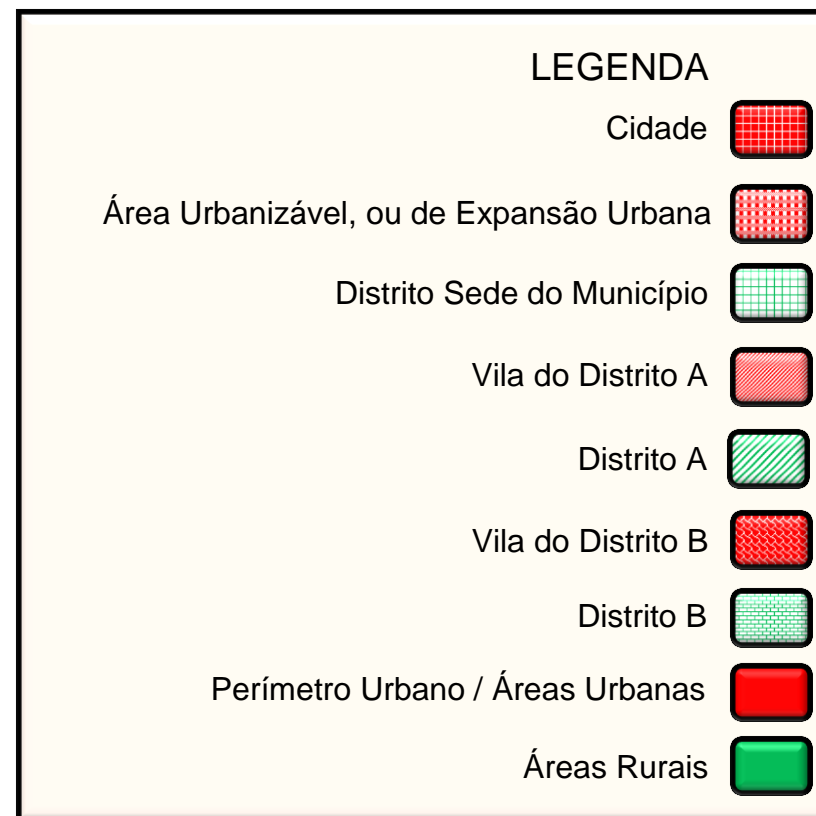 LEGENDA
Cidade
Área Urbanizável, ou de Expansão Urbana
Distrito Sede do Município
Vila do Distrito A
Distrito A
Vila do Distrito B
Distrito B
Perímetro Urbano / Áreas Urbanas
Áreas Rurais